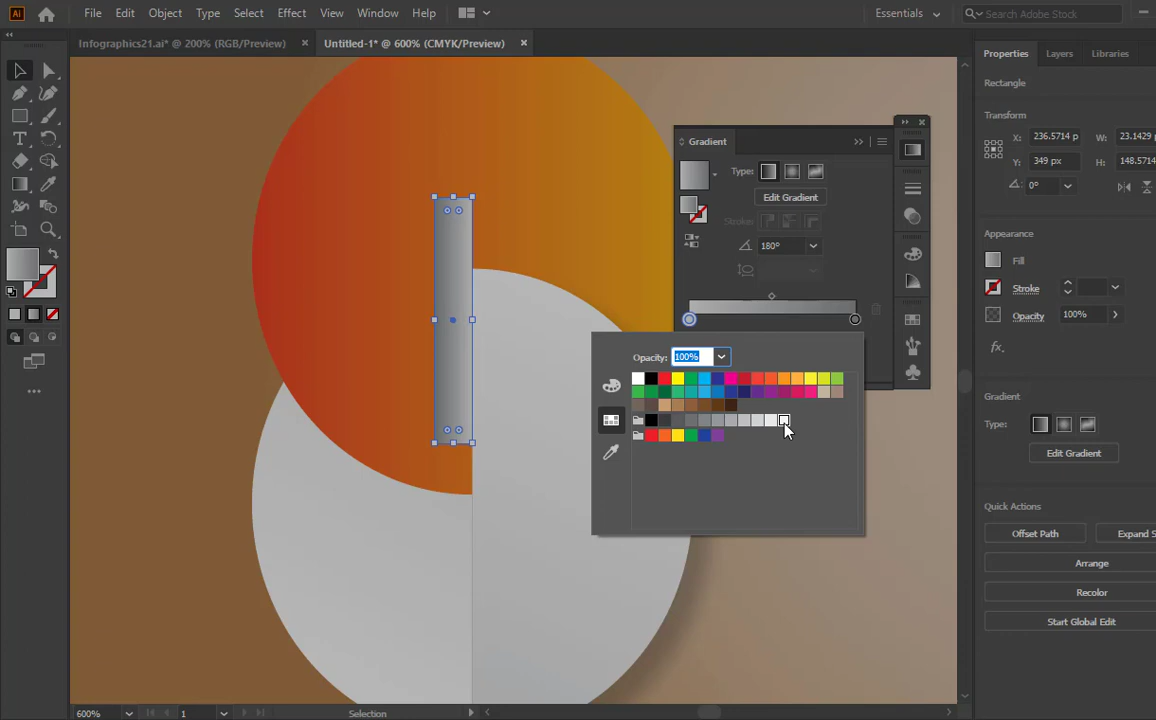 Ai
File Edit Object Type Select Effect View Window Help
Essentials
Search Adobe Stock
Infographics21.ai* @ 200% (RGB/Preview) ×
Untitled-1* @ 600% (CMYK/Preview) ×
Properties Layers Libraries
Rectangle
Transform
X: 236.5714 p
W: 23.1429
Y: 349 px
H: 148.5714
0°
Appearance
Fill
Stroke
Opacity 100%
fx.
Gradient
Type:
Edit Gradient
Quick Actions
Offset Path
Expand S
Arrange
Recolor
Start Global Edit
Gradient
Type:
Edit Gradient
Stroke:
180°
Opacity: 100%
T
600%
1
Selection